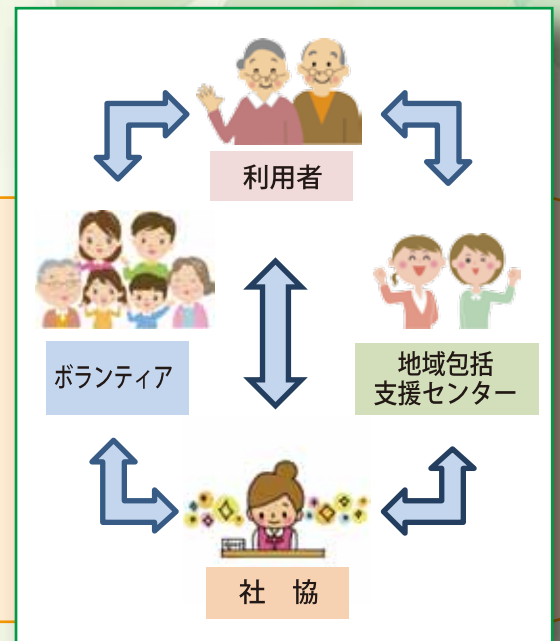 利用者
ボランティア
地域包括
支援センター
社　協